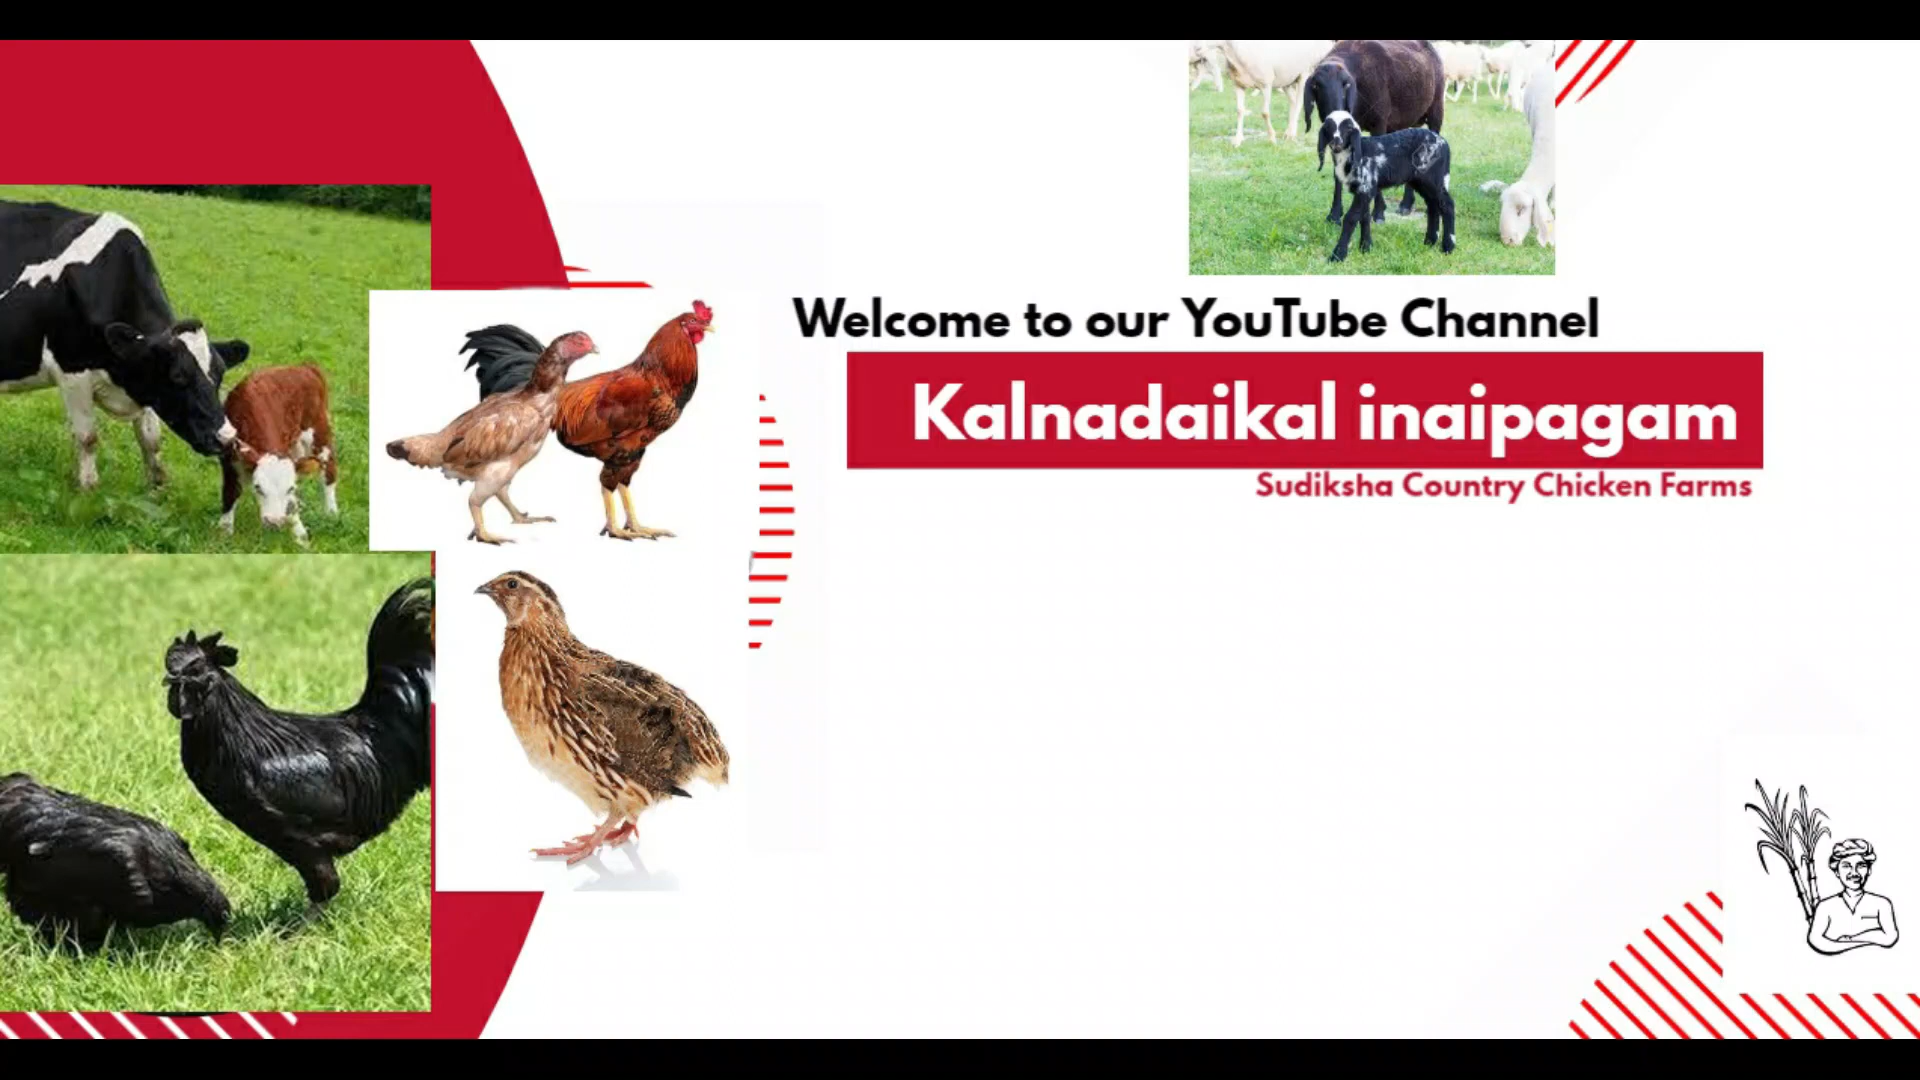 Welcome to our YouTube Channel
Kalnadaikal inaipagam
Sudiksha Country Chicken Farms